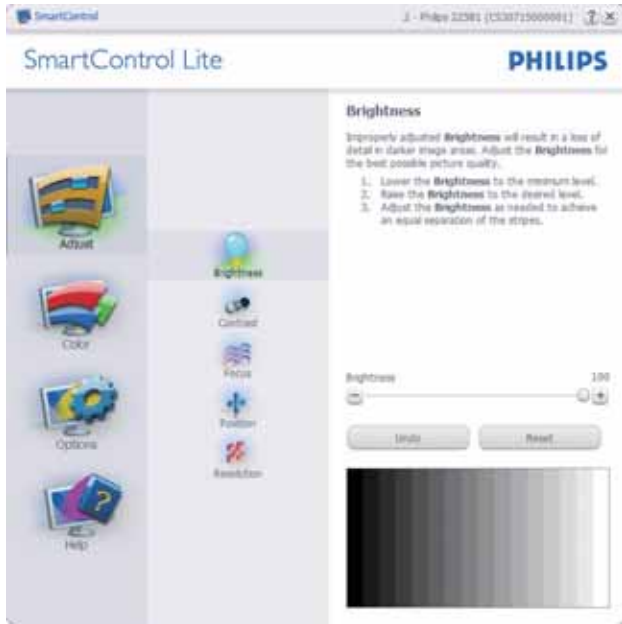 SmartControl
SmartControl Lite
PHILIPS
Adjust
Color
Options
Help
Brightness
Contrast
Focus
Position
Resolution
Brightness
Improperly adjusted Brightness will result in a loss of
detail in darker image areas. Adjust the Brightness for
the best possible picture quality.
1. Lower the Brightness to the minimum level.
2. Raise the Brightness to the desired level.
3. Adjust the Brightness as needed to achieve
an equal separation of the stripes.
Brightness 100
Undo Reset